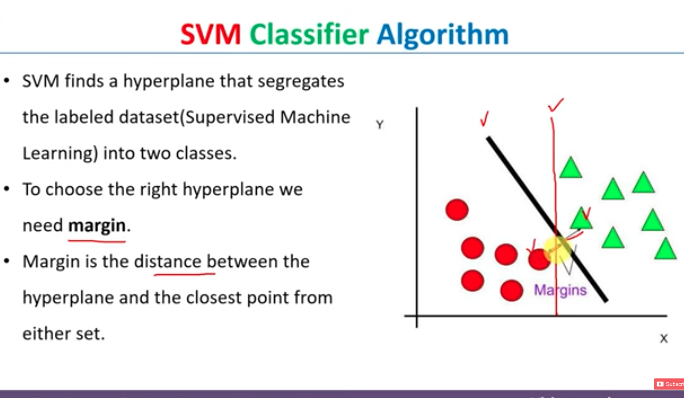 SVM Classifier Algorithm
• SVM finds a hyperplane that segregates
the labeled dataset(Supervised Machine
Learning) into two classes.
• To choose the right hyperplane we
need margin.
• Margin is the distance between the
hyperplane and the closest point from
either set.
Y
Margins
X